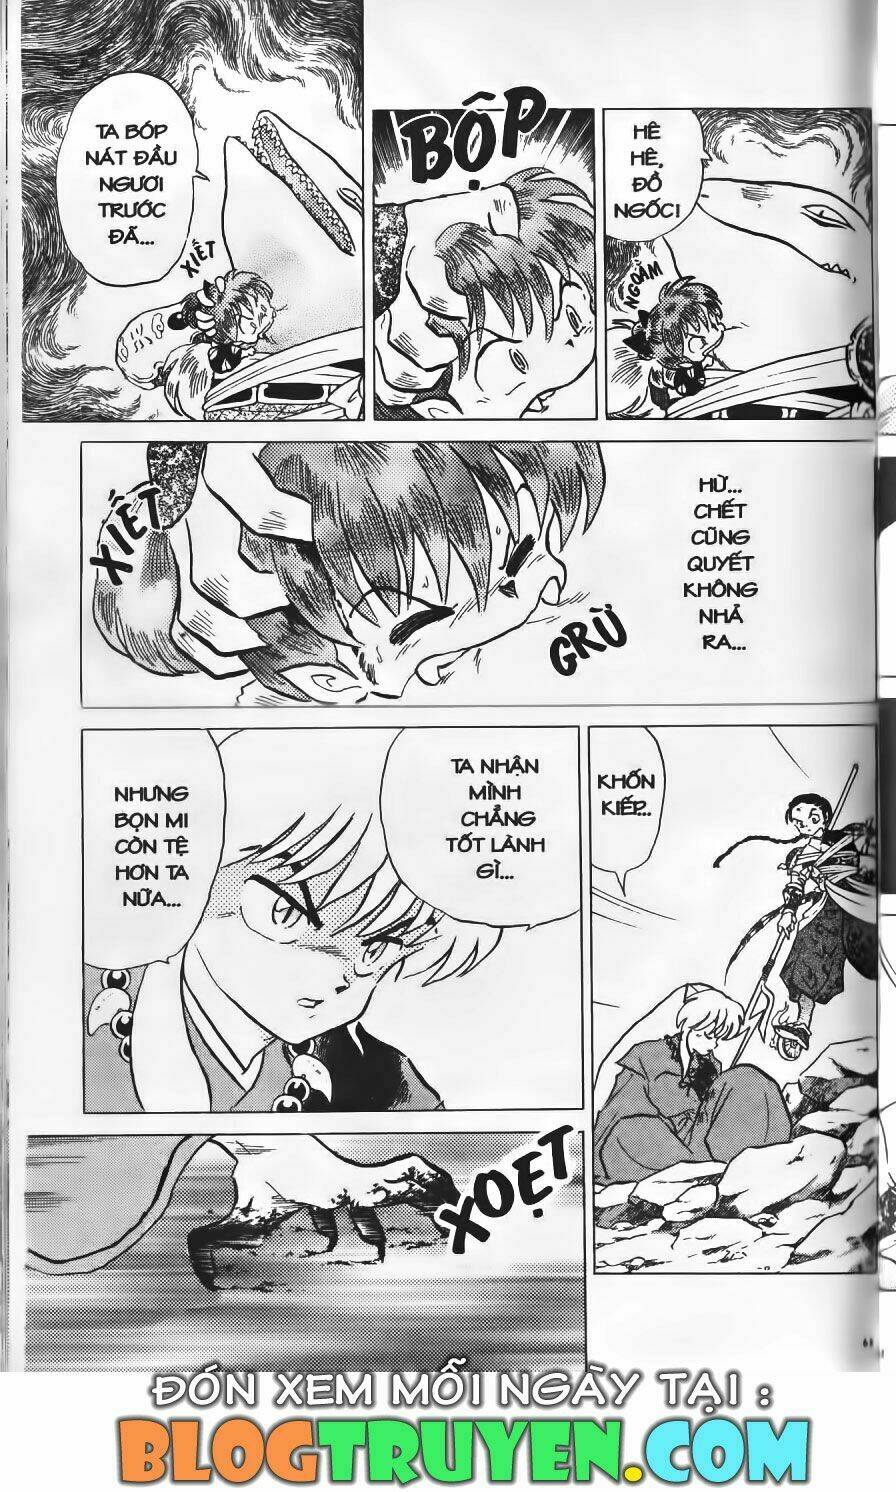 HÊ
HÊ,
ĐỒ
NGỐC!
NGOẰM
BỘP
TA BÓP
NÁT ĐẦU
NGƯƠI
TRƯỚC
ĐÃ...
XIẾT
HỪ...
CHẾT
CŨNG
QUYẾT
KHÔNG
NHẢ
RA...
XIẾT
GRỪ
KHỐN
KIẾP...
TA NHẬN
MÌNH
CHẲNG
TỐT LÀNH
GÌ...
NHƯNG
BỌN MI
CÒN TỆ
HƠN TA
NỮA...
XOẸT
ĐÓN XEM MỖI NGÀY TẠI :
BLOGTRUYEN.COM